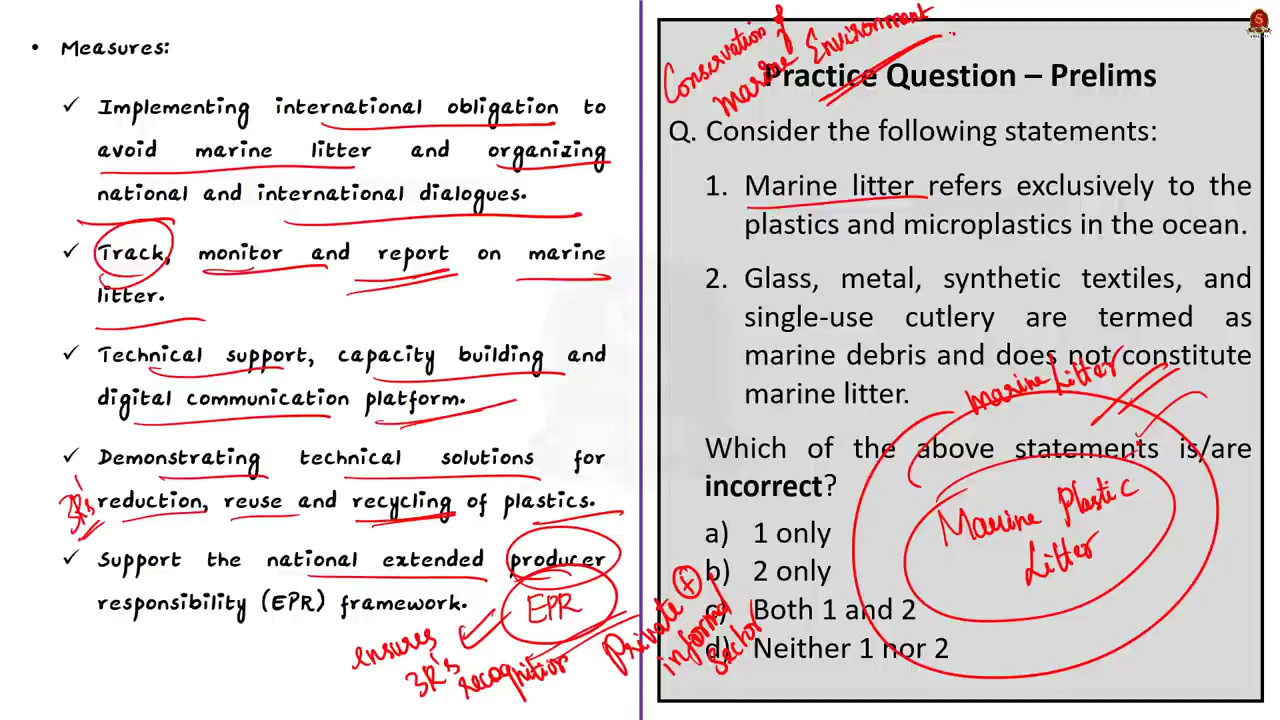 • Measures:
✓ Implementing international obligation to
avoid marine litter and organizing
national and international dialogues.
✓ Track, monitor and report on marine
litter.
✓ Technical support, capacity building and
digital communication platform.
✓ Demonstrating technical solutions for
3R's
reduction, reuse and recycling of plastics.
✓ Support the national extended producer
responsibility (EPR) framework.
EPR
ensures
3R's
recognition
Private +
informal
sector
Conservation of
Marine Environment
Practice Question – Prelims
Q. Consider the following statements:
1. Marine litter refers exclusively to the
plastics and microplastics in the ocean.
2. Glass, metal, synthetic textiles, and
single-use cutlery are termed as
marine debris and does not constitute
marine litter.
Marine Litter
Which of the above statements is/are
incorrect?
Marine Plastic
Litter
a) 1 only
b) 2 only
c) Both 1 and 2
d) Neither 1 nor 2